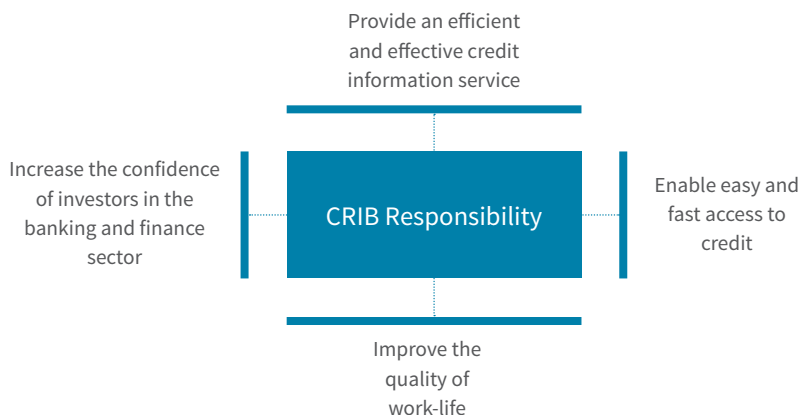 Provide an efficient
and effective credit
information service
Increase the confidence
of investors in the
banking and finance
sector
CRIB Responsibility
Enable easy and
fast access to
credit
Improve the
quality of
work-life